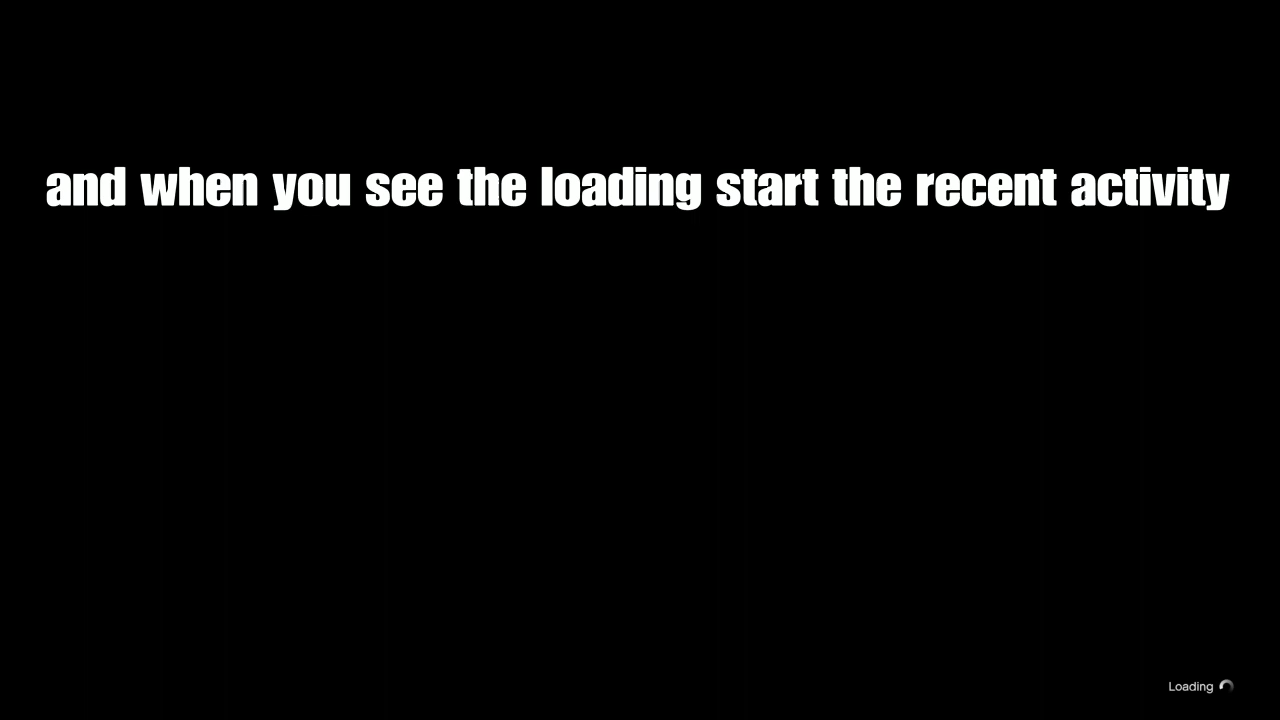 and when you see the loading start the recent activity
Loading